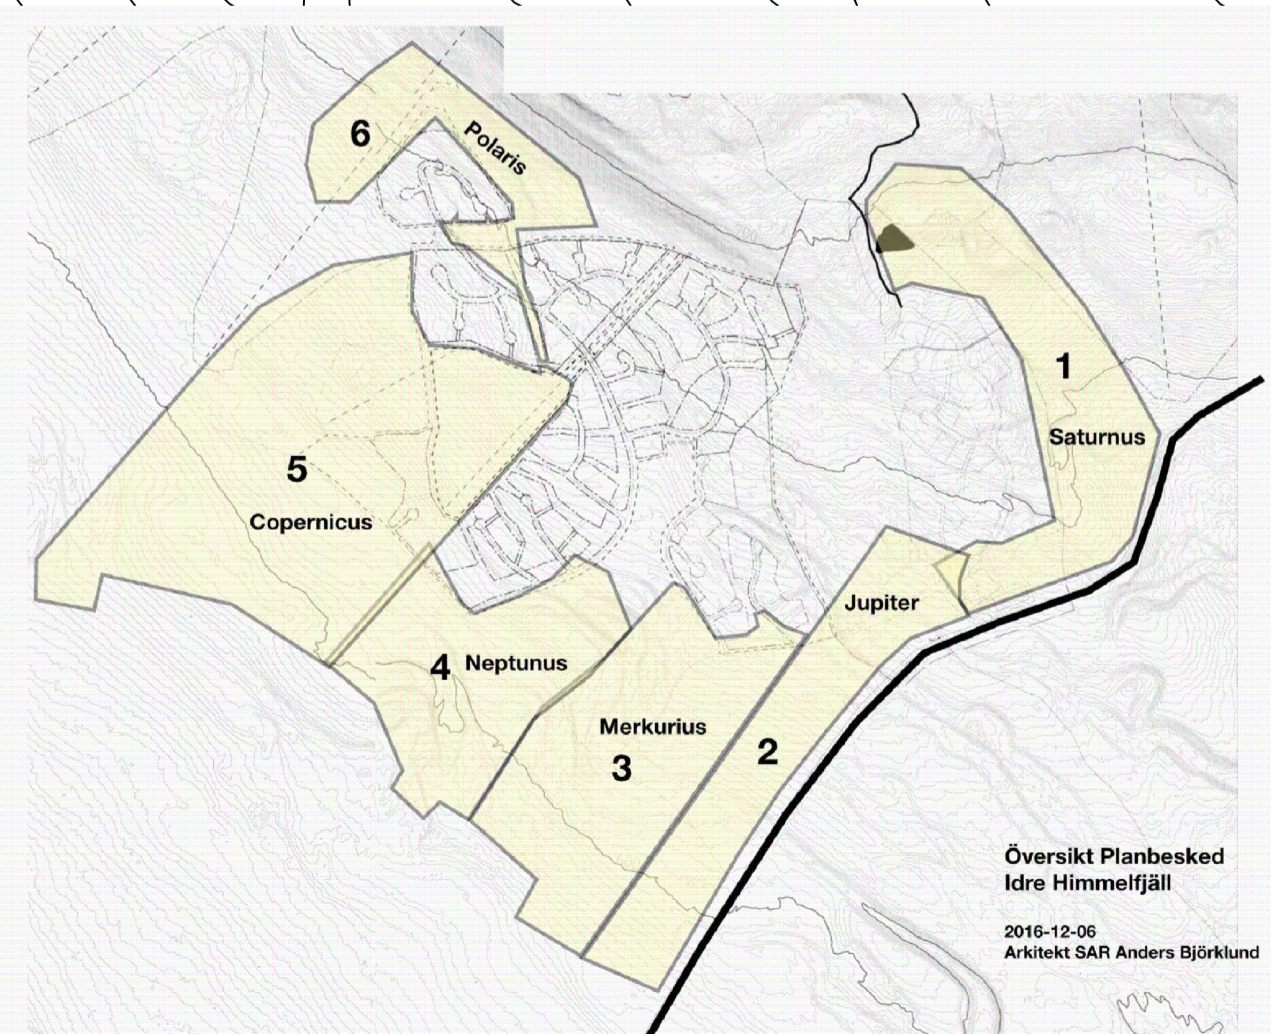 6
Polaris
1
Saturnus
5
Copernicus
Jupiter
4 Neptunus
Merkurius
3
2
Översikt Planbesked
Idre Himmelfjäll
2016-12-06
Arkitekt SAR Anders Björklund